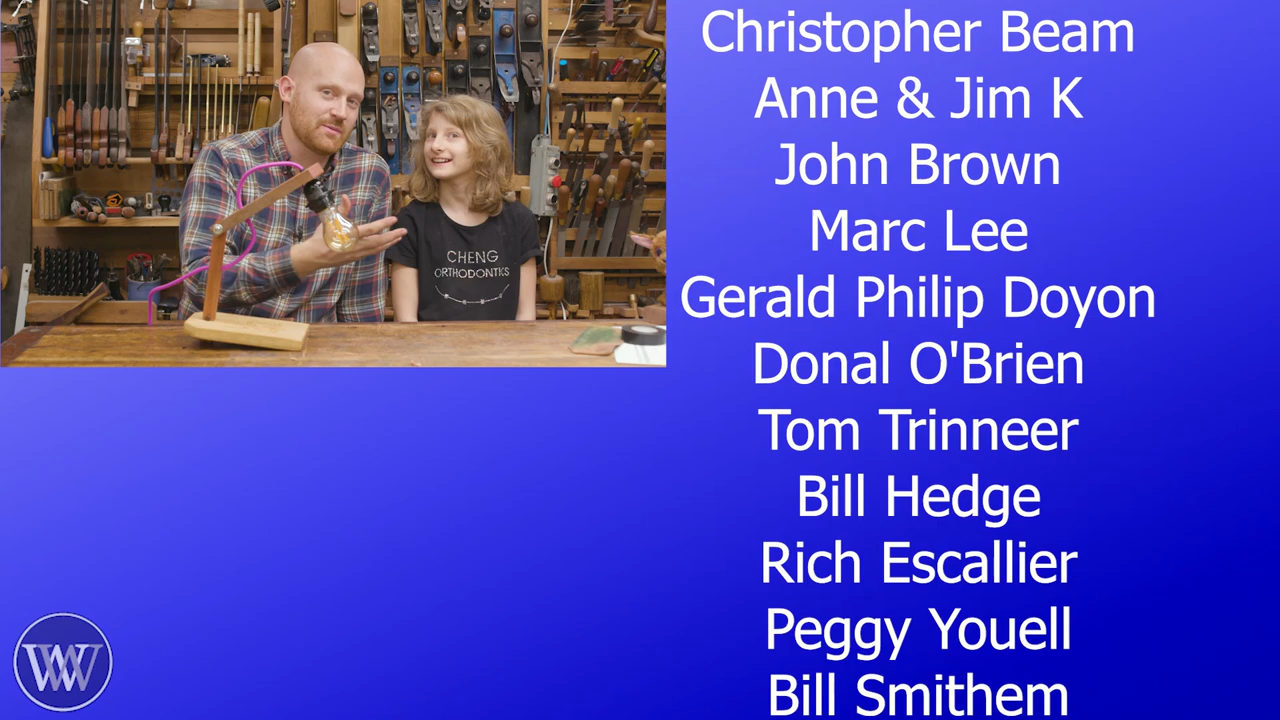 CHENG
ORTHODONTICS
Christopher Beam
Anne & Jim K
John Brown
Marc Lee
Gerald Philip Doyon
Donal O'Brien
Tom Trinneer
Bill Hedge
Rich Escallier
Peggy Youell
Bill Smithem
WW